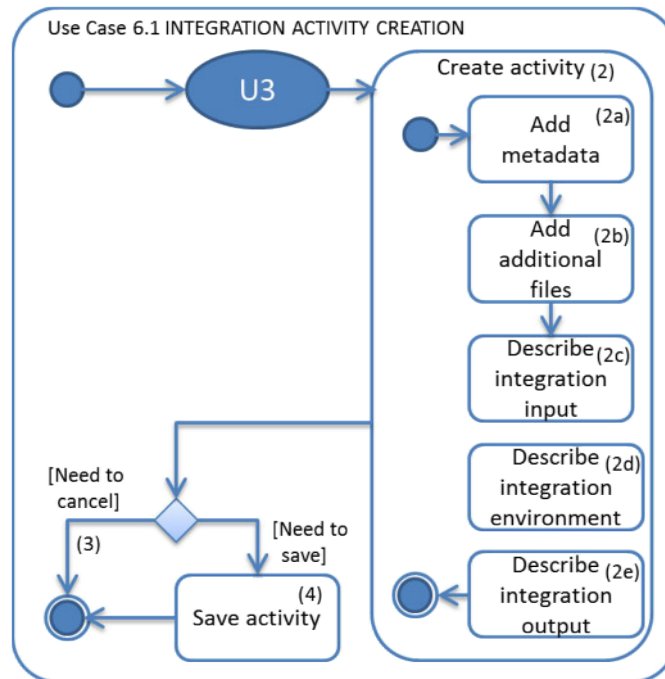 Use Case 6.1 INTEGRATION ACTIVITY CREATION
U3
Create activity (2)
Add (2a)
metadata
Add (2b)
additional
files
Describe (2c)
integration
input
Describe (2d)
integration
environment
Describe (2e)
integration
output
[Need to
cancel]
(3)
[Need to
save]
(4)
Save activity